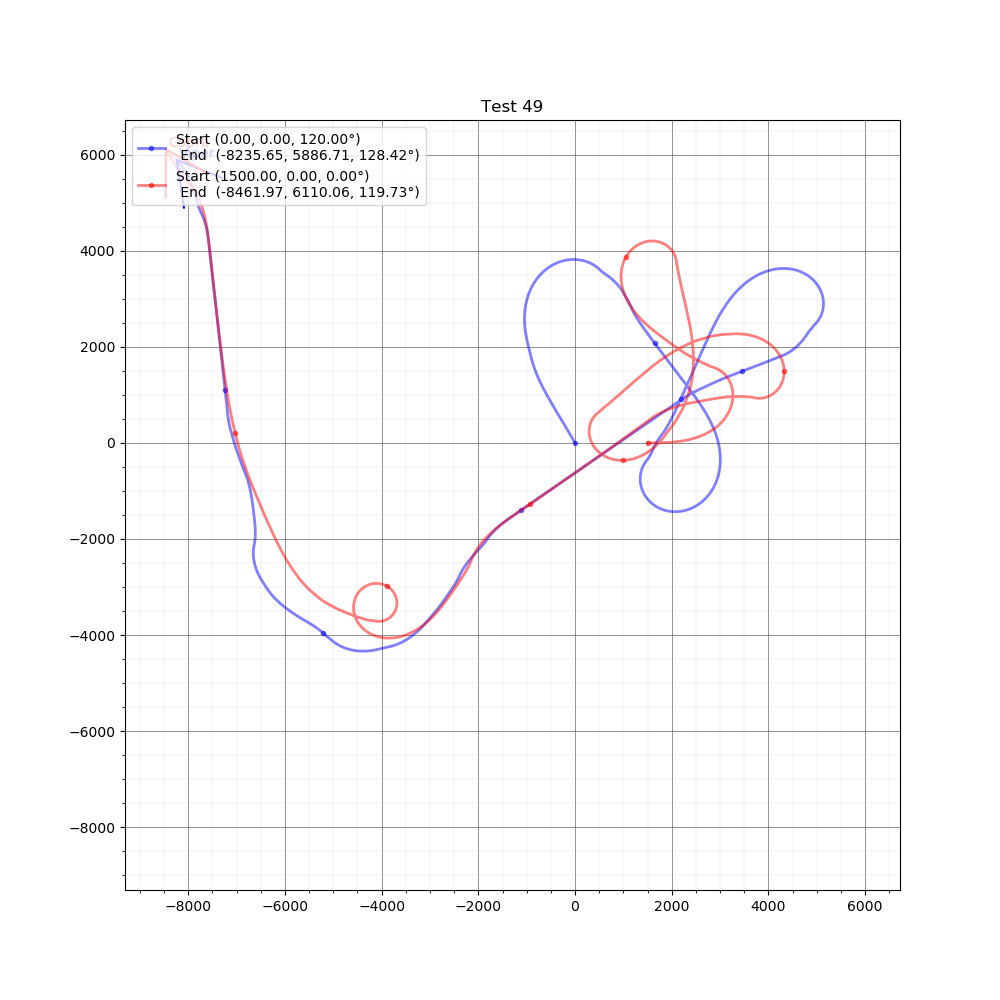 Test 49
Start (0.00, 0.00, 120.00°)
End (-8235.65, 5886.71, 128.42°)
Start (1500.00, 0.00, 0.00°)
End (-8461.97, 6110.06, 119.73°)
6000
4000
2000
0
−2000
−4000
−6000
−8000
−8000 −6000 −4000 −2000 0 2000 4000 6000